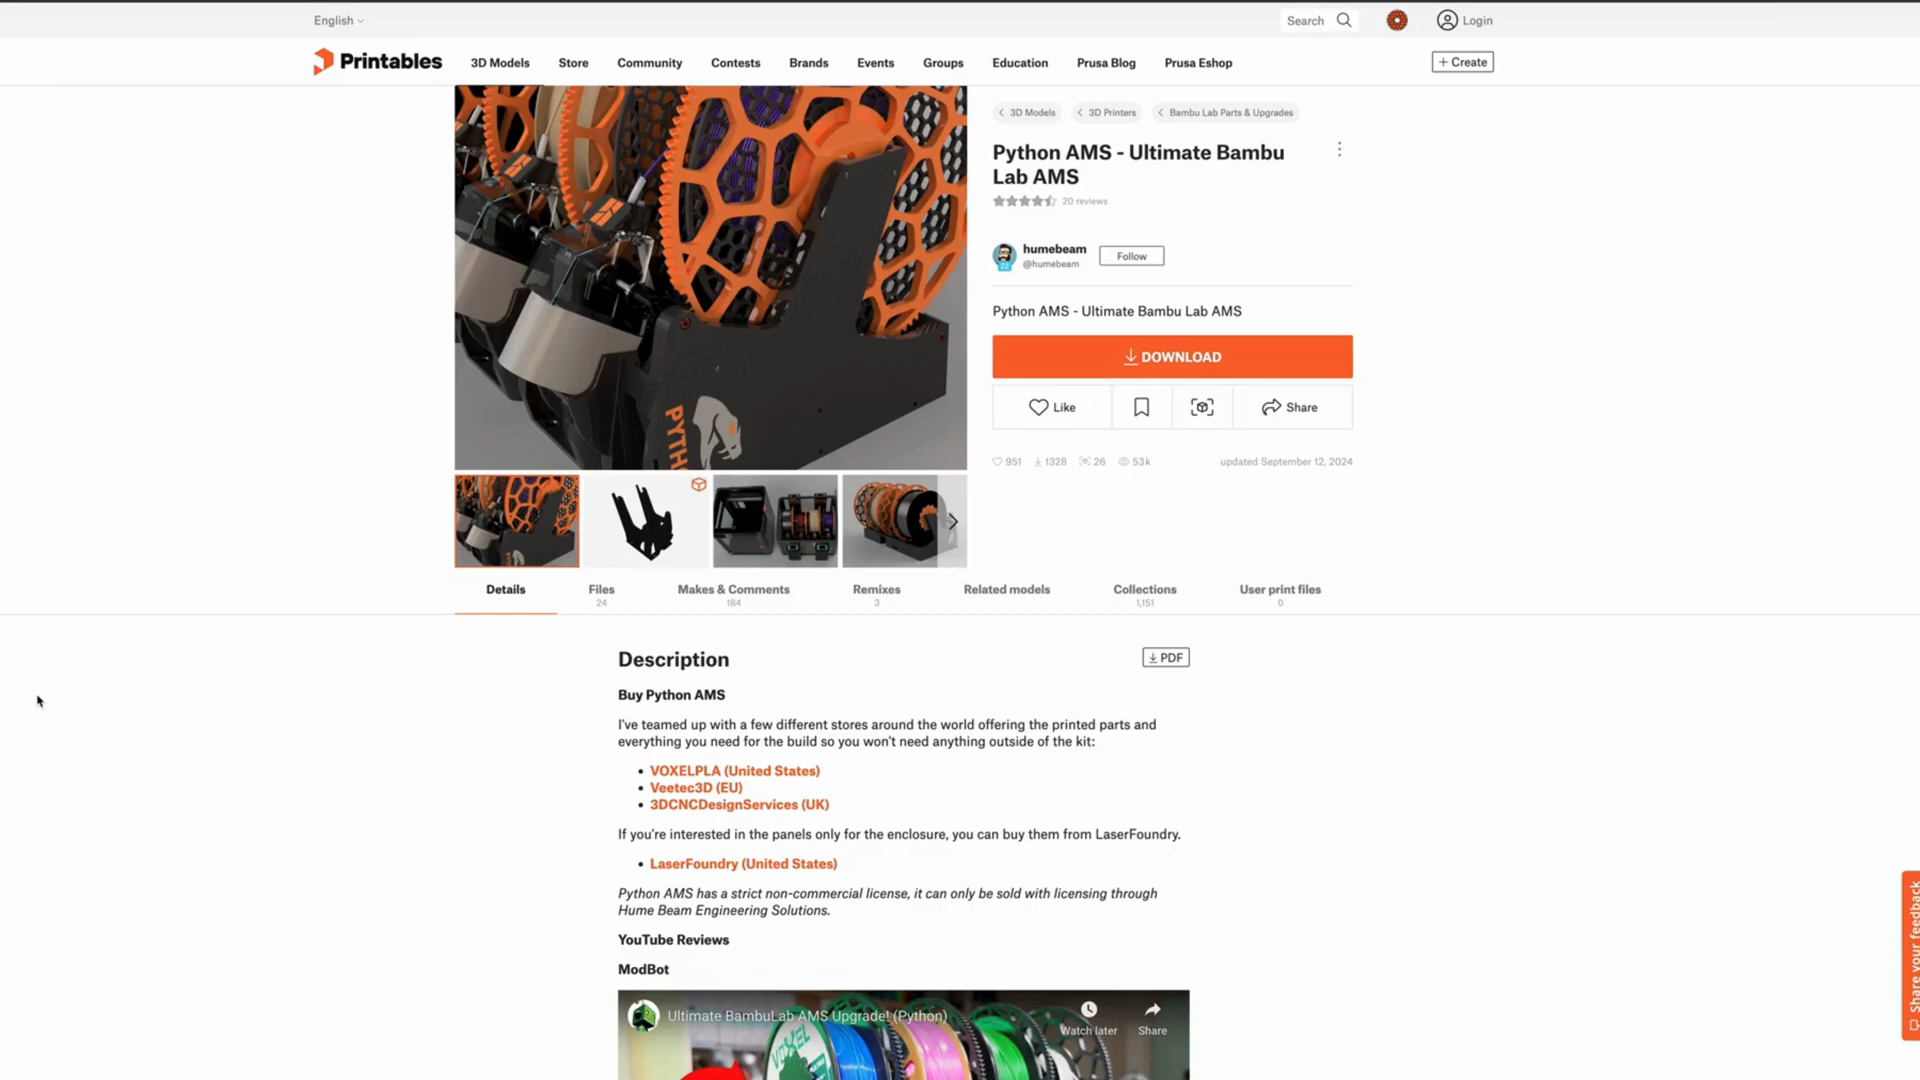 English
Search
Login
Printables
3D Models
Store
Community
Contests
Brands
Events
Groups
Education
Prusa Blog
Prusa Eshop
+ Create
3D Models
3D Printers
Bambu Lab Parts & Upgrades
Python AMS - Ultimate Bambu
Lab AMS
20 reviews
humebeam
22
@humebeam
Follow
Python AMS - Ultimate Bambu Lab AMS
DOWNLOAD
Like
Share
951
1328
26
53k
updated September 12, 2024
PYTH
Details
Files
24
Makes & Comments
184
Remixes
3
Related models
Collections
1,151
User print files
0
Description
PDF
Buy Python AMS
I've teamed up with a few different stores around the world offering the printed parts and
everything you need for the build so you won't need anything outside of the kit:
• VOXELPLA (United States)
• Veetec3D (EU)
• 3DCNCDesignServices (UK)
If you're interested in the panels only for the enclosure, you can buy them from LaserFoundry.
• LaserFoundry (United States)
Python AMS has a strict non-commercial license, it can only be sold with licensing through
Hume Beam Engineering Solutions.
YouTube Reviews
ModBot
Ultimate BambuLab AMS Upgrade! (Python)
Watch later
Share
VOXEL
Share your feedback